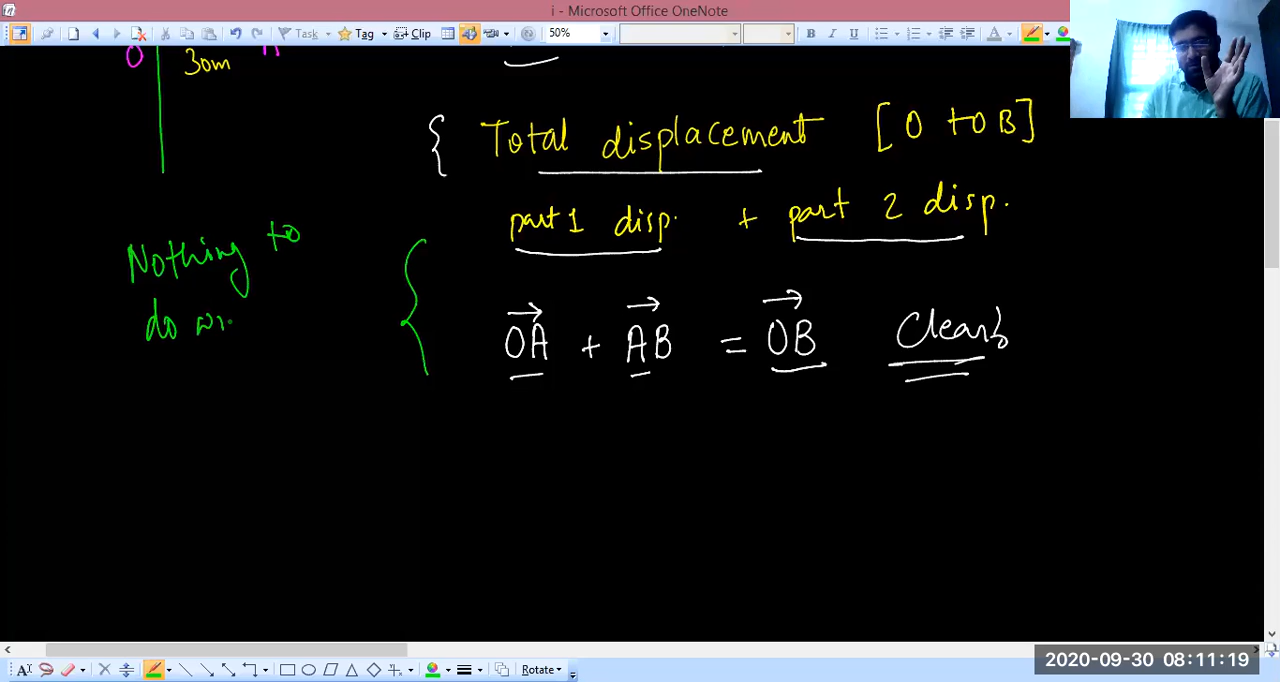 i - Microsoft Office OneNote
Task Tag Clip 50% B I U A
O 30m A
{ Total displacement [O to B]
part 1 disp. + part 2 disp.
Nothing to
do wi
OA + AB = OB
Rotate
2020-09-30 08:11:19